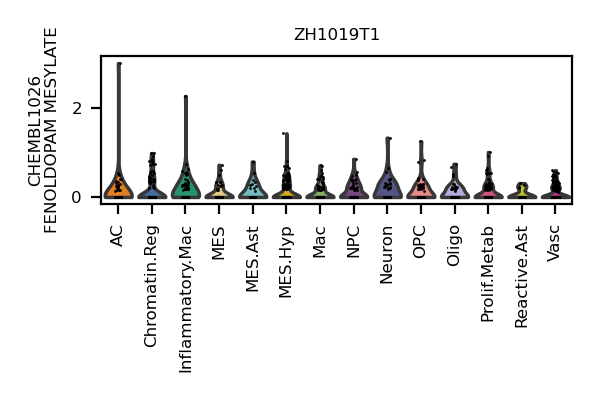 ZH1019T1
CHEMBL1026
FENOLDOPAM MESYLATE
2
0
AC
Chromatin.Reg
Inflammatory.Mac
MES
MES.Ast
MES.Hyp
Mac
NPC
Neuron
OPC
Oligo
Prolif.Metab
Reactive.Ast
Vasc